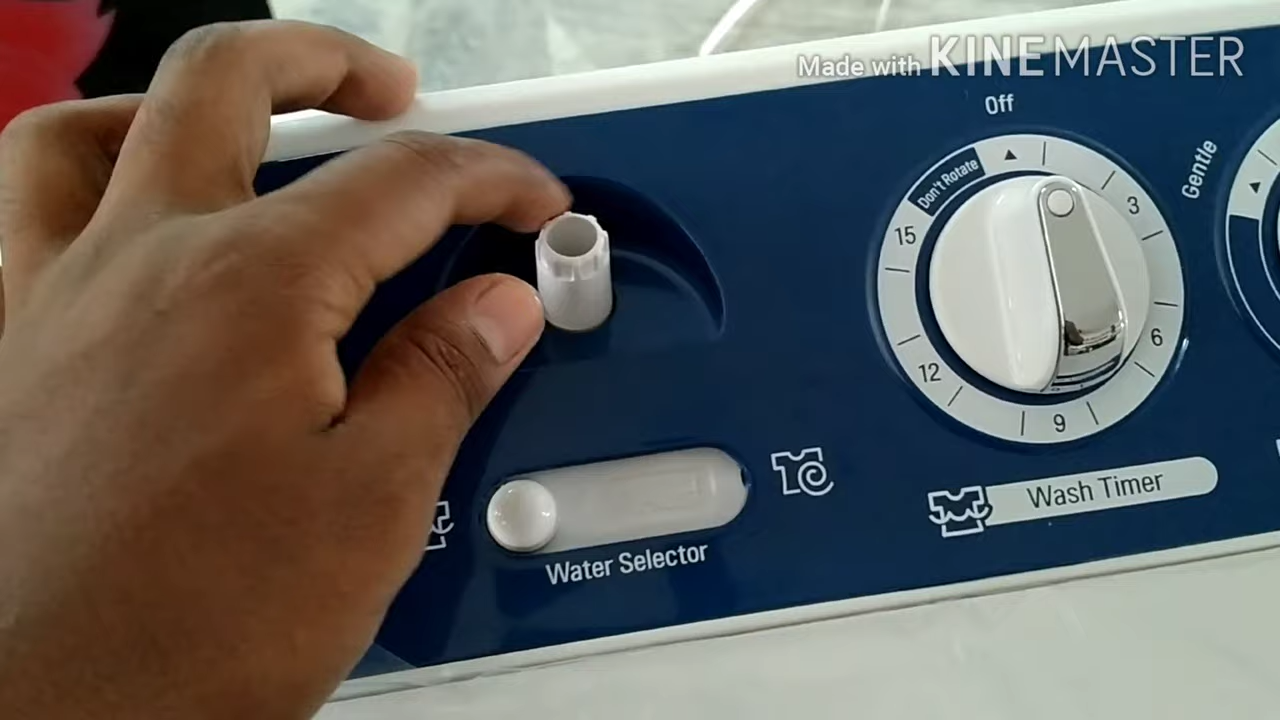 Made with KINEMASTER
Off
Gentle
Don't Rotate
3
15
6
12
9
Wash Timer
Water Selector